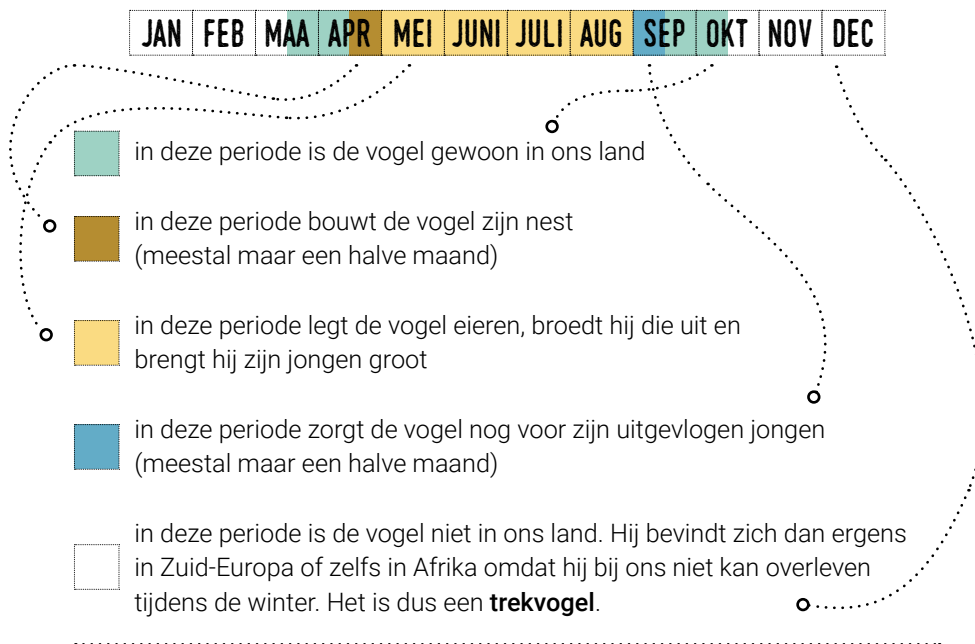 JAN FEB MAA APR MEI JUNI JULI AUG SEP OKT NOV DEC
in deze periode is de vogel gewoon in ons land
in deze periode bouwt de vogel zijn nest
(meestal maar een halve maand)
in deze periode legt de vogel eieren, broedt hij die uit en
brengt hij zijn jongen groot
in deze periode zorgt de vogel nog voor zijn uitgevlogen jongen
(meestal maar een halve maand)
in deze periode is de vogel niet in ons land. Hij bevindt zich dan ergens
in Zuid-Europa of zelfs in Afrika omdat hij bij ons niet kan overleven
tijdens de winter. Het is dus een trekvogel.